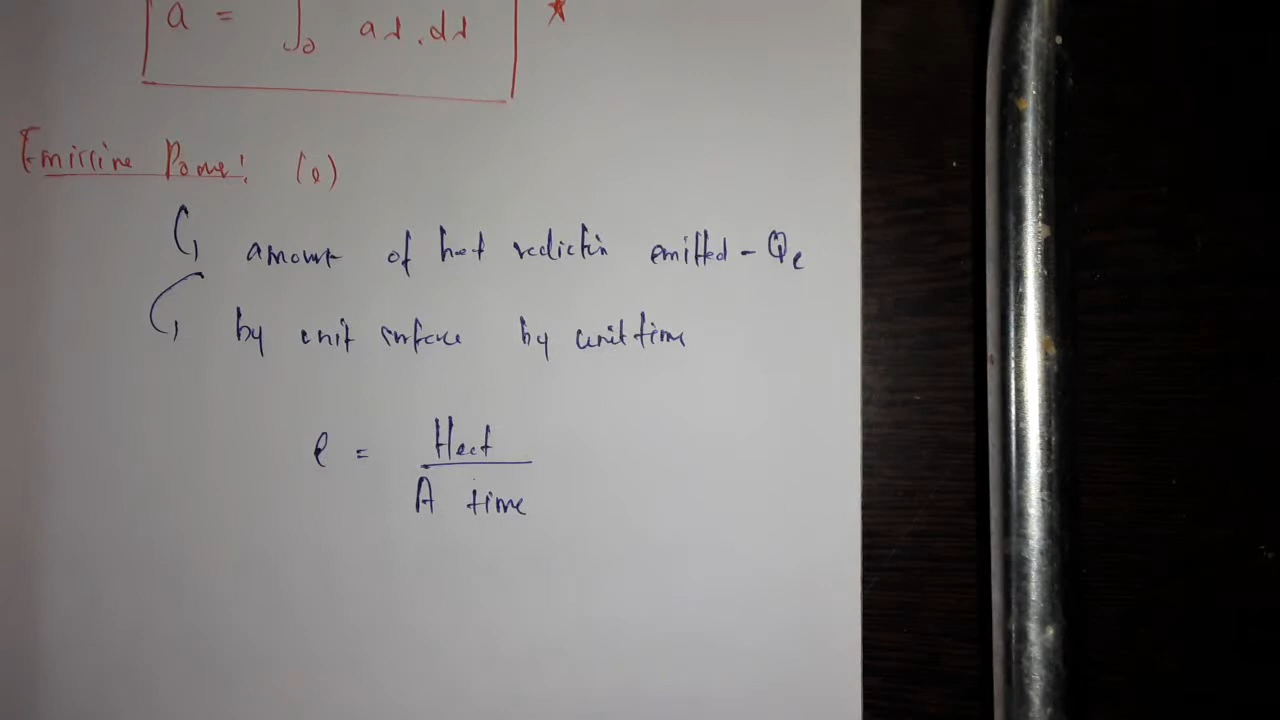 a = ∫₀ aλ . dλ ★
Emissive Power: (e)
amount of heat radiation emitted - Qe
by unit surface by unit time
e = Heat / A time